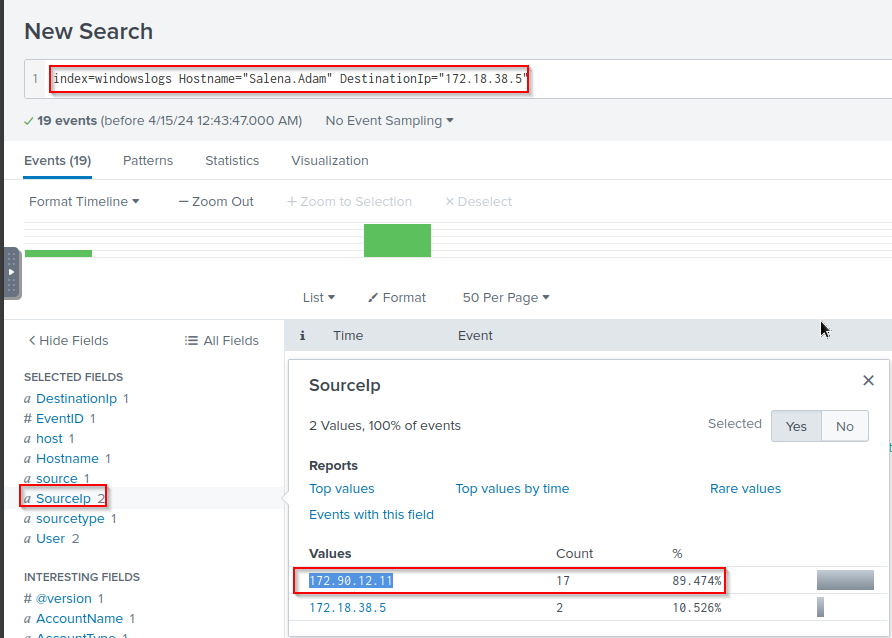 New Search
1 index=windowslogs Hostname="Salena.Adam" DestinationIp="172.18.38.5"
✓ 19 events (before 4/15/24 12:43:47.000 AM) No Event Sampling ▾
Events (19) Patterns Statistics Visualization
Format Timeline ▾ — Zoom Out + Zoom to Selection × Deselect
List ▾ Format 50 Per Page ▾
< Hide Fields All Fields
i Time Event
SELECTED FIELDS
a DestinationIp 1
# EventID 1
a host 1
a Hostname 1
a source 1
a SourceIp 2
a sourcetype 1
a User 2
INTERESTING FIELDS
# @version 1
a AccountName 1
a AccountType 1
SourceIp ×
2 Values, 100% of events Selected Yes No
Reports
Top values Top values by time Rare values
Events with this field
Values Count %
172.90.12.11 17 89.474%
172.18.38.5 2 10.526%